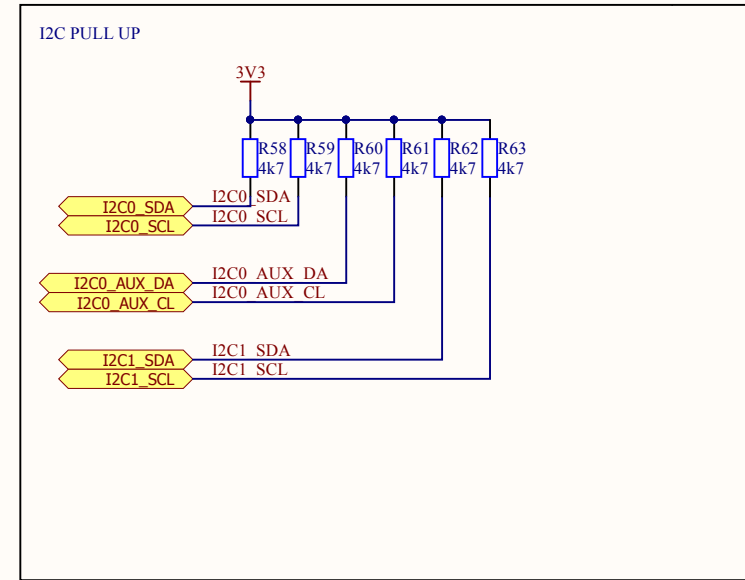 I2C PULL UP
3V3
R58 R59 R60 R61 R62 R63
4k7 4k7 4k7 4k7 4k7 4k7
I2C0_SDA I2C0_SDA
I2C0_SCL I2C0_SCL
I2C0_AUX_DA I2C0_AUX_DA
I2C0_AUX_CL I2C0_AUX_CL
I2C1_SDA I2C1_SDA
I2C1_SCL I2C1_SCL